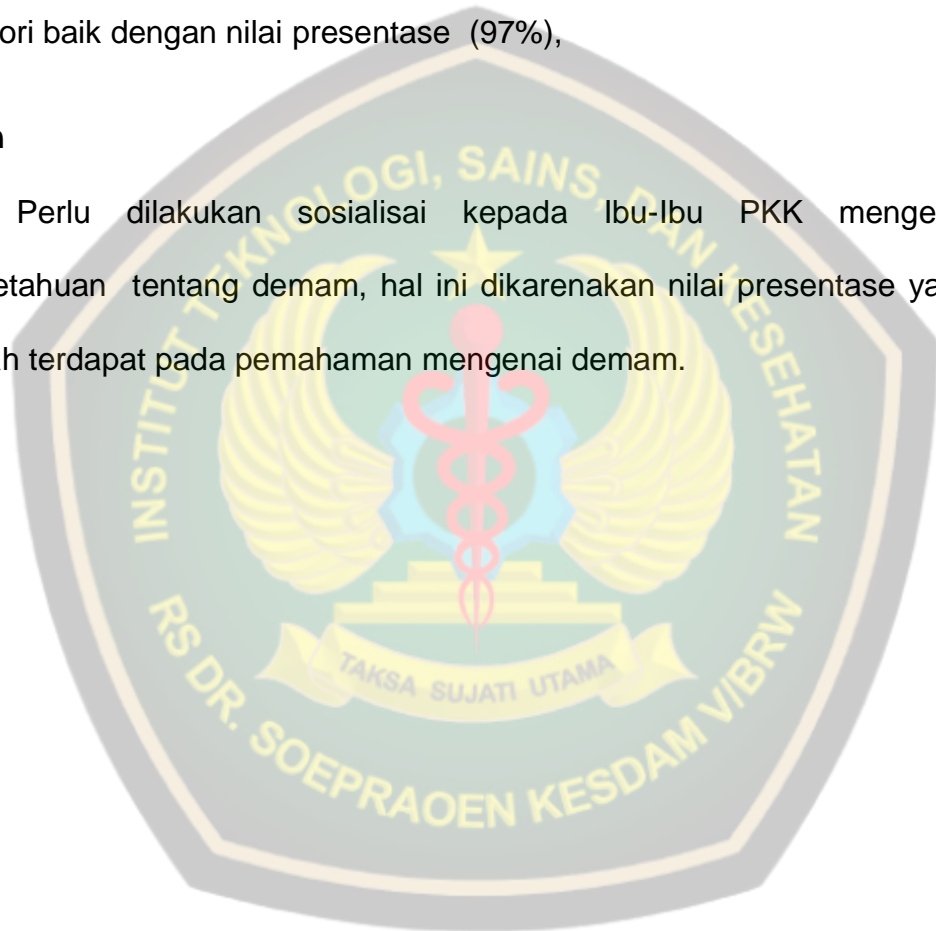 ori baik dengan nilai presentase (97%),
n
Perlu dilakukan sosialisai kepada Ibu-Ibu PKK menge
etahuan tentang demam, hal ini dikarenakan nilai presentase ya
ah terdapat pada pemahaman mengenai demam.
INSTITUT TEKNOLOGI, SAINS, DAN KESEHATAN
TAKSA SUJATI UTAMA
RS DR. SOEPRAOEN KESDAM V/BRW